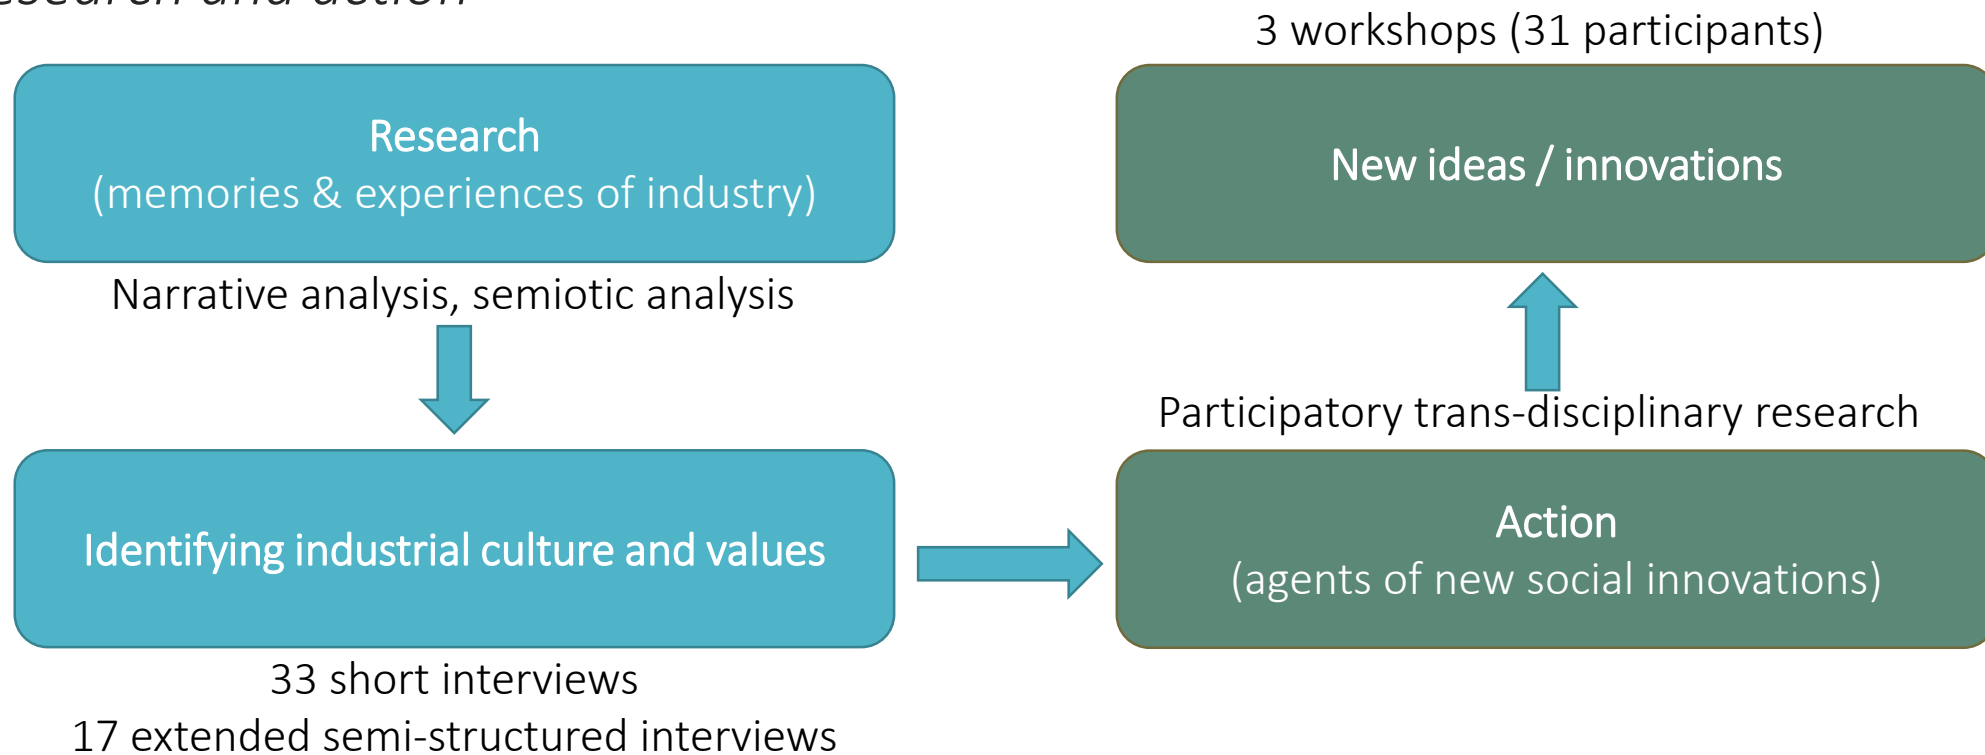 and action
Research
(memories & experiences of industry)
Narrative analysis, semiotic analysis
Identifying industrial culture and values
33 short interviews
17 extended semi-structured interviews
3 workshops (31 participants)
New ideas / innovations
Participatory trans-disciplinary research
Action
(agents of new social innovations)